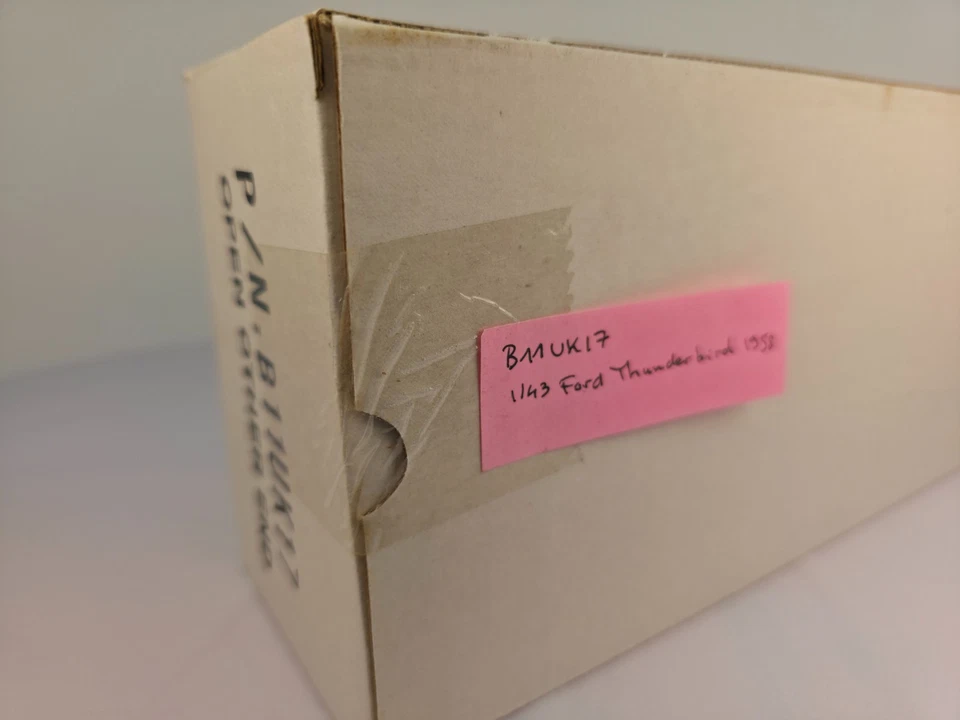 P/N.B11UK17
OPEN OTHER END
B11UK17
1/43 Ford Thunderbird 1958